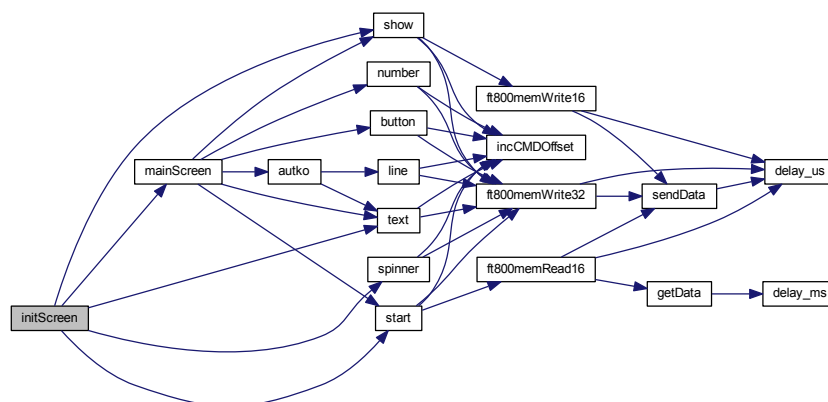 show
number
ft800memWrite16
button
incCMDOffset
mainScreen
autko
line
delay_us
ft800memWrite32
sendData
text
spinner
ft800memRead16
getData
delay_ms
initScreen
start